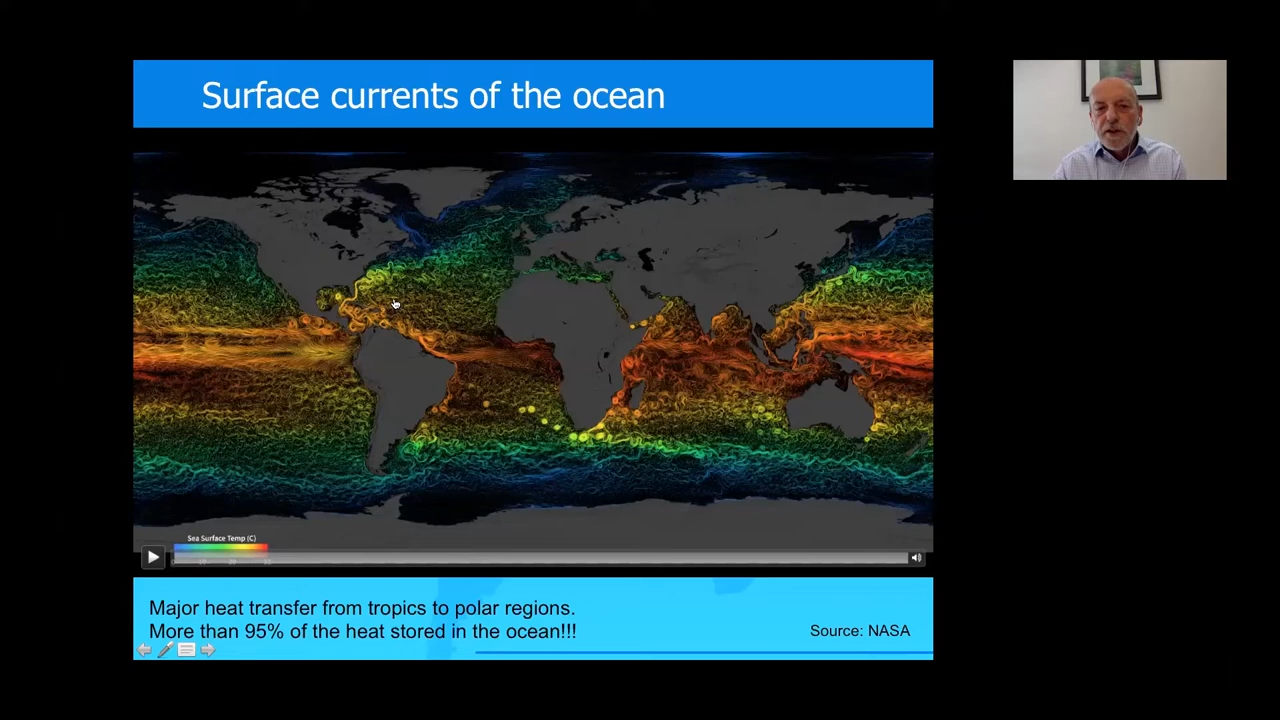 Surface currents of the ocean
Sea Surface Temp (C)
Major heat transfer from tropics to polar regions.
More than 95% of the heat stored in the ocean!!!
Source: NASA